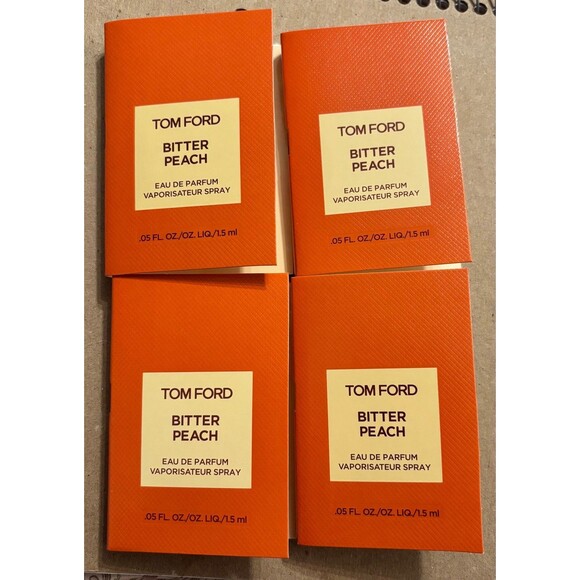 TOM FORD
BITTER
PEACH
EAU DE PARFUM
VAPORISATEUR SPRAY
.05 FL. OZ./OZ. LIQ./1.5 ml
TOM FORD
BITTER
PEACH
EAU DE PARFUM
VAPORISATEUR SPRAY
.05 FL. OZ./OZ. LIQ./1.5 ml
TOM FORD
BITTER
PEACH
EAU DE PARFUM
VAPORISATEUR SPRAY
.05 FL. OZ./OZ. LIQ./1.5 ml
TOM FORD
BITTER
PEACH
EAU DE PARFUM
VAPORISATEUR SPRAY
.05 FL. OZ./OZ. LIQ./1.5 ml